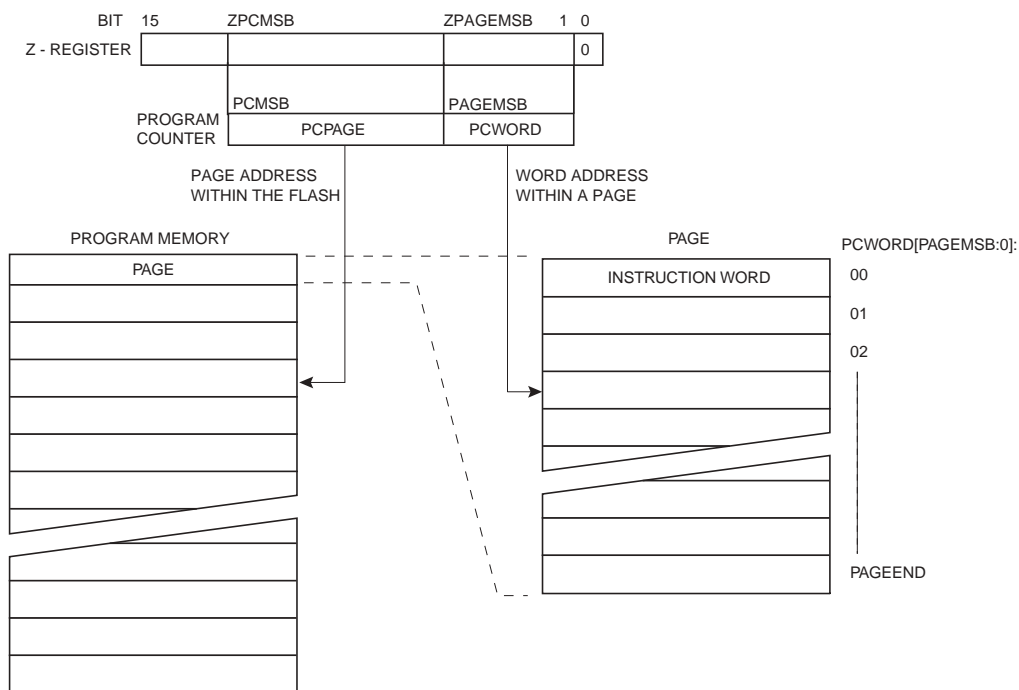 BIT 15 ZPCMSB ZPAGEMSB 1 0
Z - REGISTER 0
PCMSB PAGEMSB
PROGRAM
COUNTER
PCPAGE PCWORD
PAGE ADDRESS
WITHIN THE FLASH
WORD ADDRESS
WITHIN A PAGE
PROGRAM MEMORY
PAGE
PAGE
INSTRUCTION WORD
PCWORD[PAGEMSB:0]:
00
01
02
PAGEEND